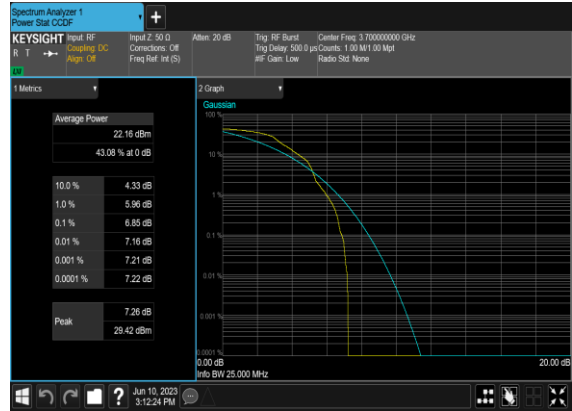 Spectrum Analyzer 1
Power Stat CCDF
+
KEYSIGHT
R T
LV
Input: RF
Coupling: DC
Align: Off
Input Z: 50 Ω
Corrections: Off
Freq Ref: Int (S)
Atten: 20 dB
Trig: RF Burst
Trig Delay: 500.0 µs
#IF Gain: Low
Center Freq: 3.700000000 GHz
Counts: 1.00 M/1.00 Mpt
Radio Std: None
1 Metrics
Average Power
22.16 dBm
43.08 % at 0 dB
10.0 % 4.33 dB
1.0 % 5.96 dB
0.1 % 6.85 dB
0.01 % 7.16 dB
0.001 % 7.21 dB
0.0001 % 7.22 dB
Peak
7.26 dB
29.42 dBm
2 Graph
Gaussian
100 %
10 %
1 %
0.1 %
0.01 %
0.001 %
0.0001 %
0.00 dB 20.00 dB
Info BW 25.000 MHz
?
Jun 10, 2023
3:12:24 PM